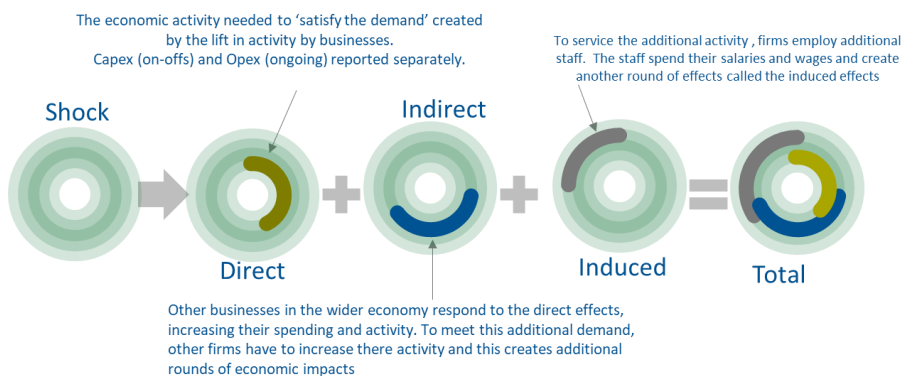 The economic activity needed to ‘satisfy the demand’ created
by the lift in activity by businesses.
Capex (on-offs) and Opex (ongoing) reported separately.
To service the additional activity , firms employ additional
staff.  The staff spend their salaries and wages and create
another round of effects called the induced effects
Shock
Indirect
Direct
Induced
Total
Other businesses in the wider economy respond to the direct effects,
increasing their spending and activity. To meet this additional demand,
other firms have to increase there activity and this creates additional
rounds of economic impacts